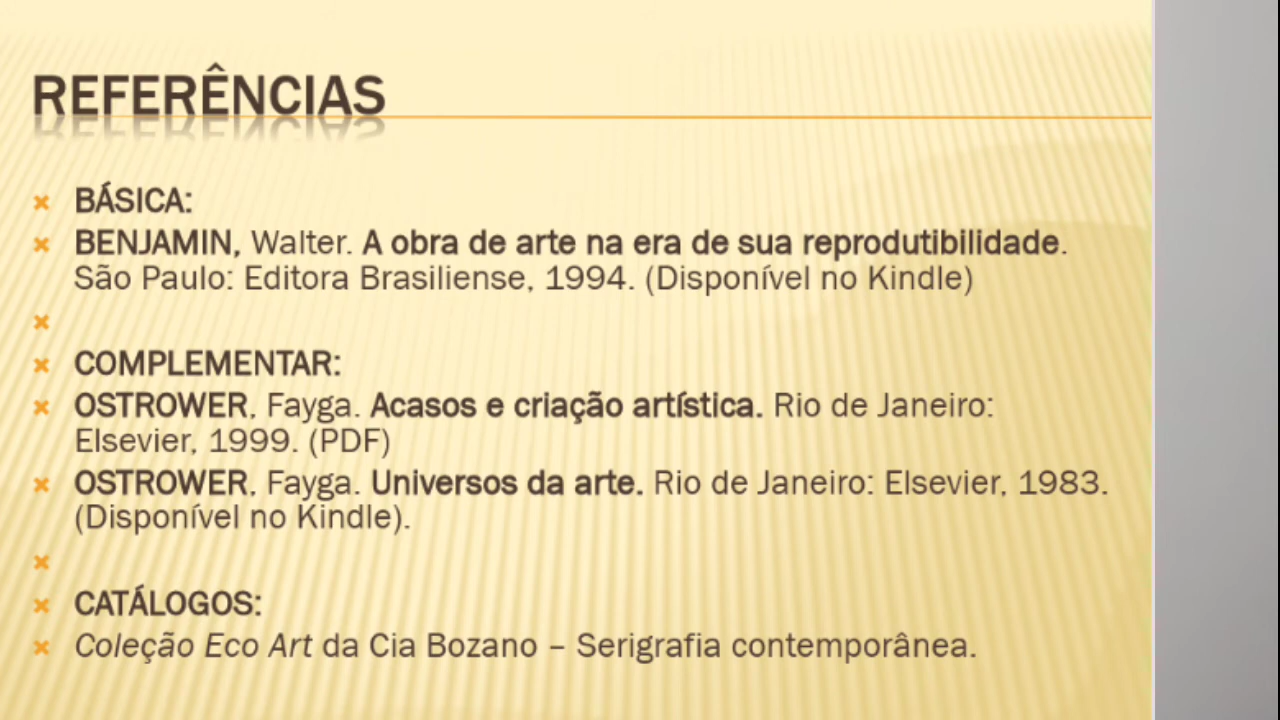 REFERÊNCIAS
BÁSICA:
BENJAMIN, Walter. A obra de arte na era de sua reprodutibilidade.
São Paulo: Editora Brasiliense, 1994. (Disponível no Kindle)
COMPLEMENTAR:
OSTROWER, Fayga. Acasos e criação artística. Rio de Janeiro:
Elsevier, 1999. (PDF)
OSTROWER, Fayga. Universos da arte. Rio de Janeiro: Elsevier, 1983.
(Disponível no Kindle).
CATÁLOGOS:
Coleção Eco Art da Cia Bozano – Serigrafia contemporânea.